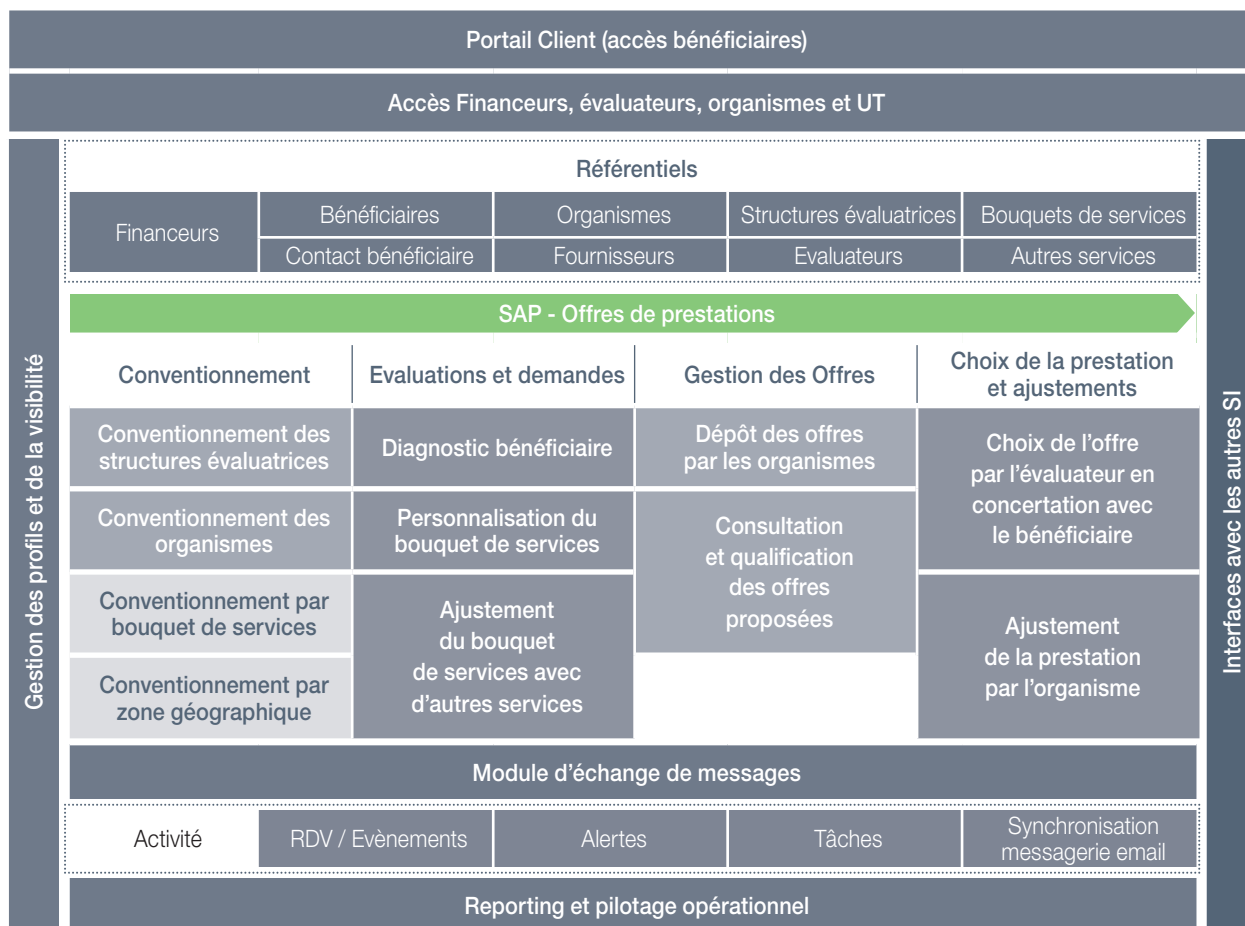 Portail Client (accès bénéficiaires)
Accès Financeurs, évaluateurs, organismes et UT
Gestion des profils et de la visibilité
Référentiels
Financeurs
Bénéficiaires
Organismes
Structures évaluatrices
Bouquets de services
Contact bénéficiaire
Fournisseurs
Evaluateurs
Autres services
SAP - Offres de prestations
Conventionnement
Conventionnement des
structures évaluatrices
Conventionnement des
organismes
Conventionnement par
bouquet de services
Conventionnement par
zone géographique
Evaluations et demandes
Diagnostic bénéficiaire
Personnalisation du
bouquet de services
Ajustement
du bouquet
de services avec
d'autres services
Gestion des Offres
Dépôt des offres
par les organismes
Consultation
et qualification
des offres
proposées
Choix de la prestation
et ajustements
Choix de l'offre
par l'évaluateur en
concertation avec
le bénéficiaire
Ajustement
de la prestation
par l'organisme
Interfaces avec les autres SI
Module d'échange de messages
Activité
RDV / Evènements
Alertes
Tâches
Synchronisation
messagerie email
Reporting et pilotage opérationnel